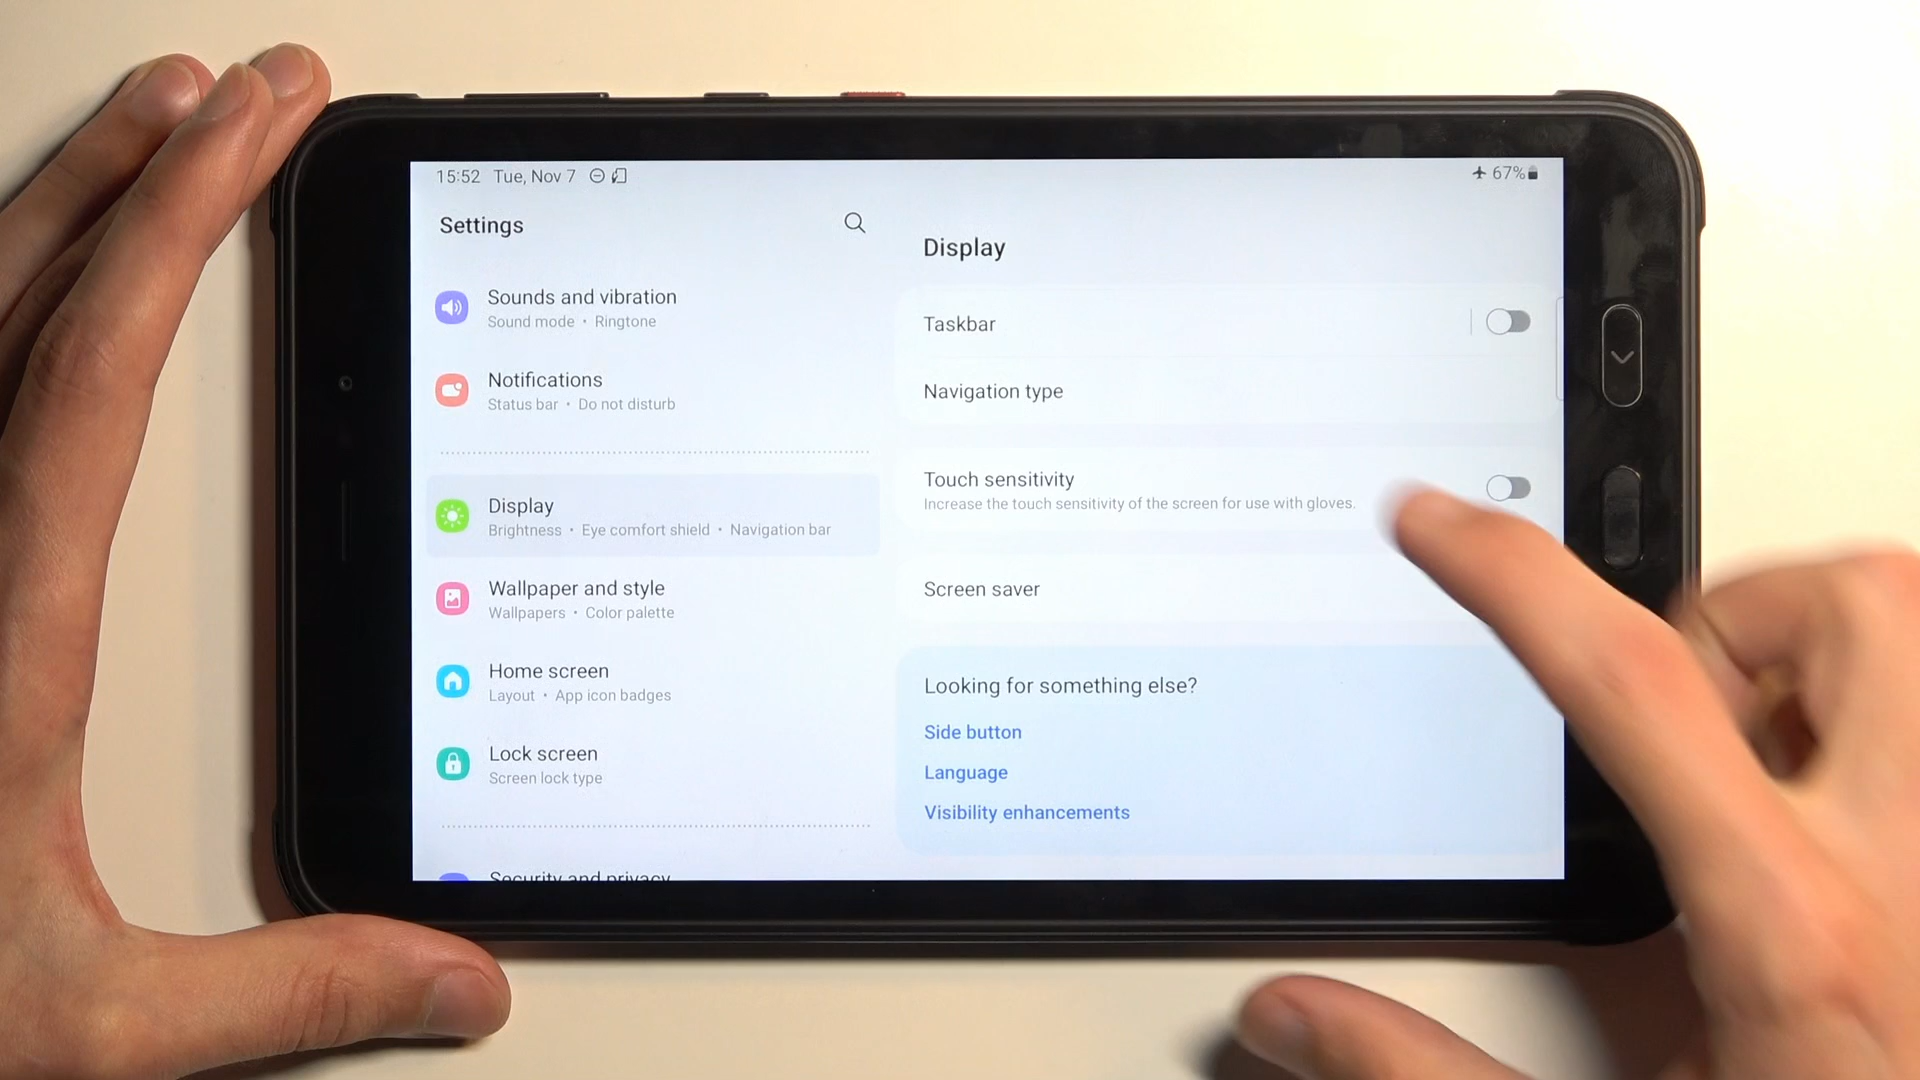 15:52 Tue, Nov 7
67%
Settings
Sounds and vibration
Sound mode • Ringtone
Notifications
Status bar • Do not disturb
Display
Brightness • Eye comfort shield • Navigation bar
Wallpaper and style
Wallpapers • Color palette
Home screen
Layout • App icon badges
Lock screen
Screen lock type
Security and privacy
Display
Taskbar
Navigation type
Touch sensitivity
Increase the touch sensitivity of the screen for use with gloves.
Screen saver
Looking for something else?
Side button
Language
Visibility enhancements